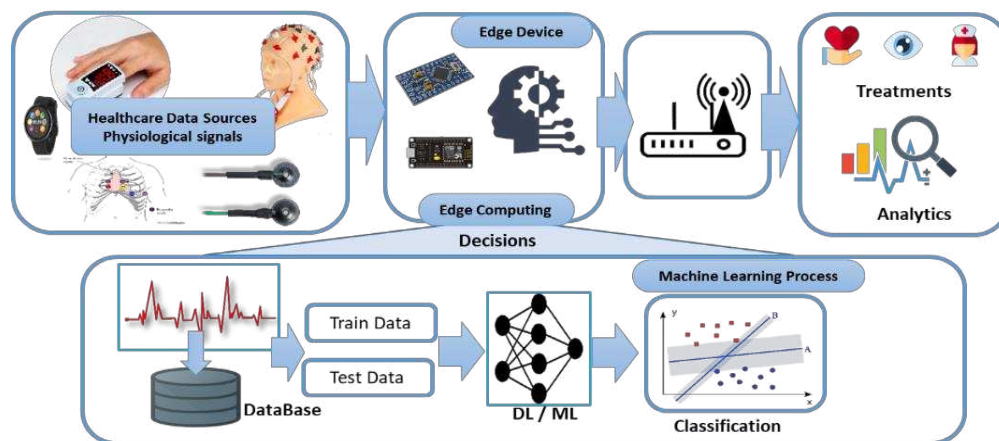 Healthcare Data Sources
Physiological signals
Edge Device
Edge Computing
Treatments
Analytics
Decisions
Machine Learning Process
Train Data
Test Data
DataBase
DL / ML
y
B
A
x
Classification